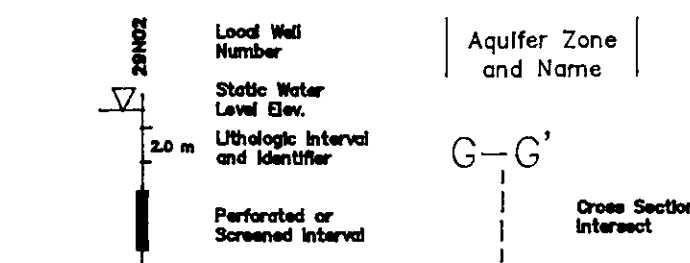 29N02
Local Well
Number
Static Water
Level Elev.
2.0 m
Lithologic Interval
and Identifier
Perforated or
Screened Interval
Aquifer Zone
and Name
G—G'
Cross Section
Intersect